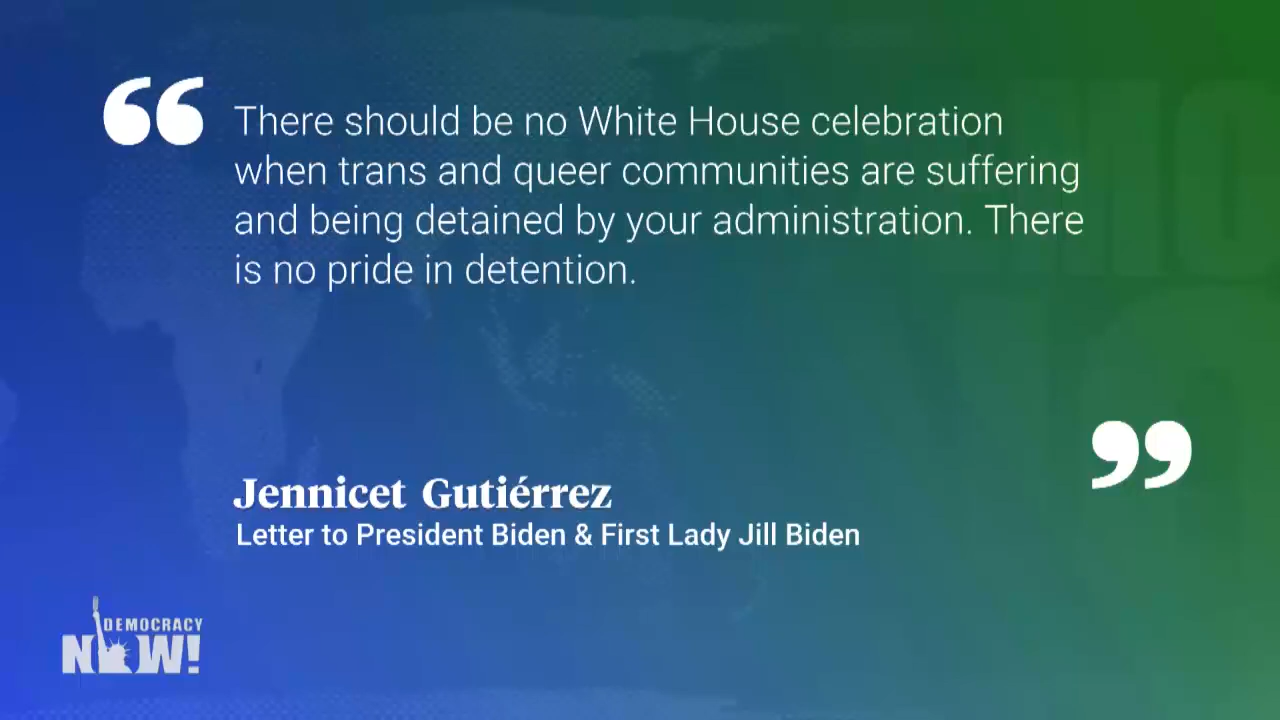 “ There should be no White House celebration
when trans and queer communities are suffering
and being detained by your administration. There
is no pride in detention.
”
Jennicet Gutiérrez
Letter to President Biden & First Lady Jill Biden
DEMOCRACY
NOW!